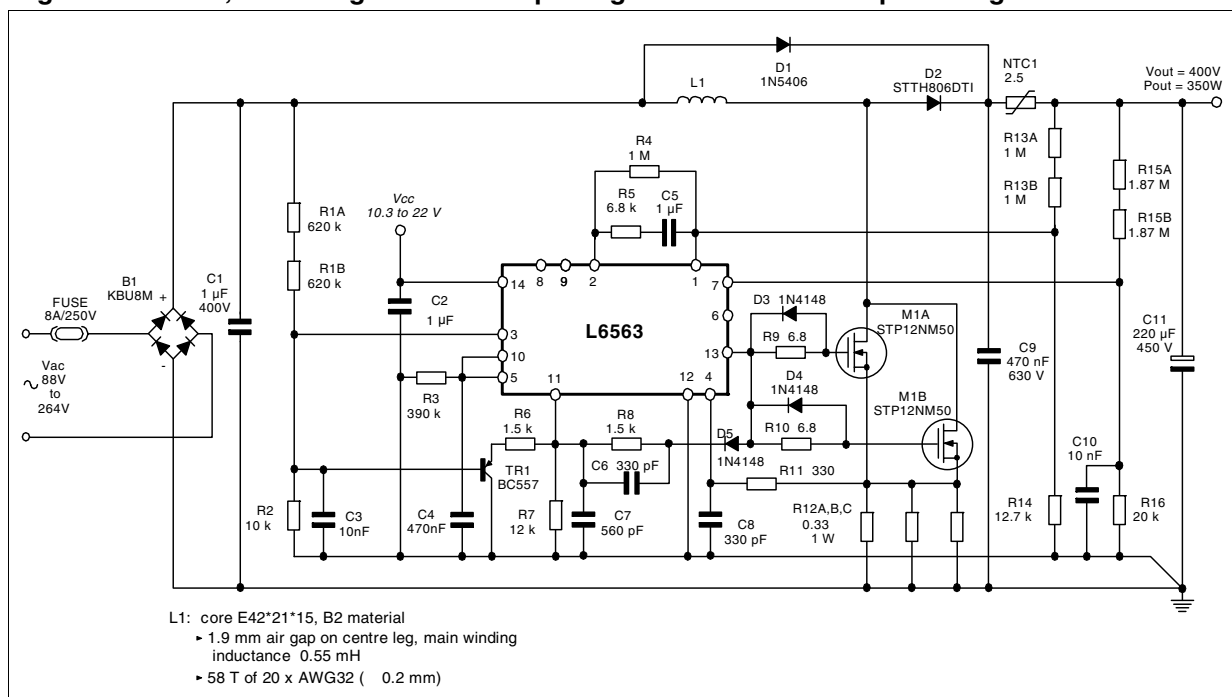 D1
1N5406
L1
D2
STTH806DTI
NTC1
2.5
Vout = 400V
Pout = 350W
R4
1 M
R5
6.8 k
C5
1 µF
R13A
1 M
R13B
1 M
R15A
1.87 M
R15B
1.87 M
Vcc
10.3 to 22 V
R1A
620 k
R1B
620 k
B1
KBU8M
+
-
C1
1 µF
400V
FUSE
8A/250V
Vac
88V
to
264V
C2
1 µF
14
8
9
2
1
7
3
L6563
6
10
5
13
11
12
4
R3
390 k
D3 1N4148
R9 6.8
M1A
STP12NM50
D4
1N4148
M1B
STP12NM50
R10 6.8
C9
470 nF
630 V
C11
220 µF
450 V
R6
1.5 k
R8
1.5 k
D5
1N4148
C6 330 pF
TR1
BC557
R11 330
C10
10 nF
R2
10 k
C3
10nF
C4
470nF
R7
12 k
C7
560 pF
C8
330 pF
R12A,B,C
0.33
1 W
R14
12.7 k
R16
20 k
L1: core E42*21*15, B2 material
► 1.9 mm air gap on centre leg, main winding
inductance 0.55 mH
► 58 T of 20 x AWG32 ( 0.2 mm)